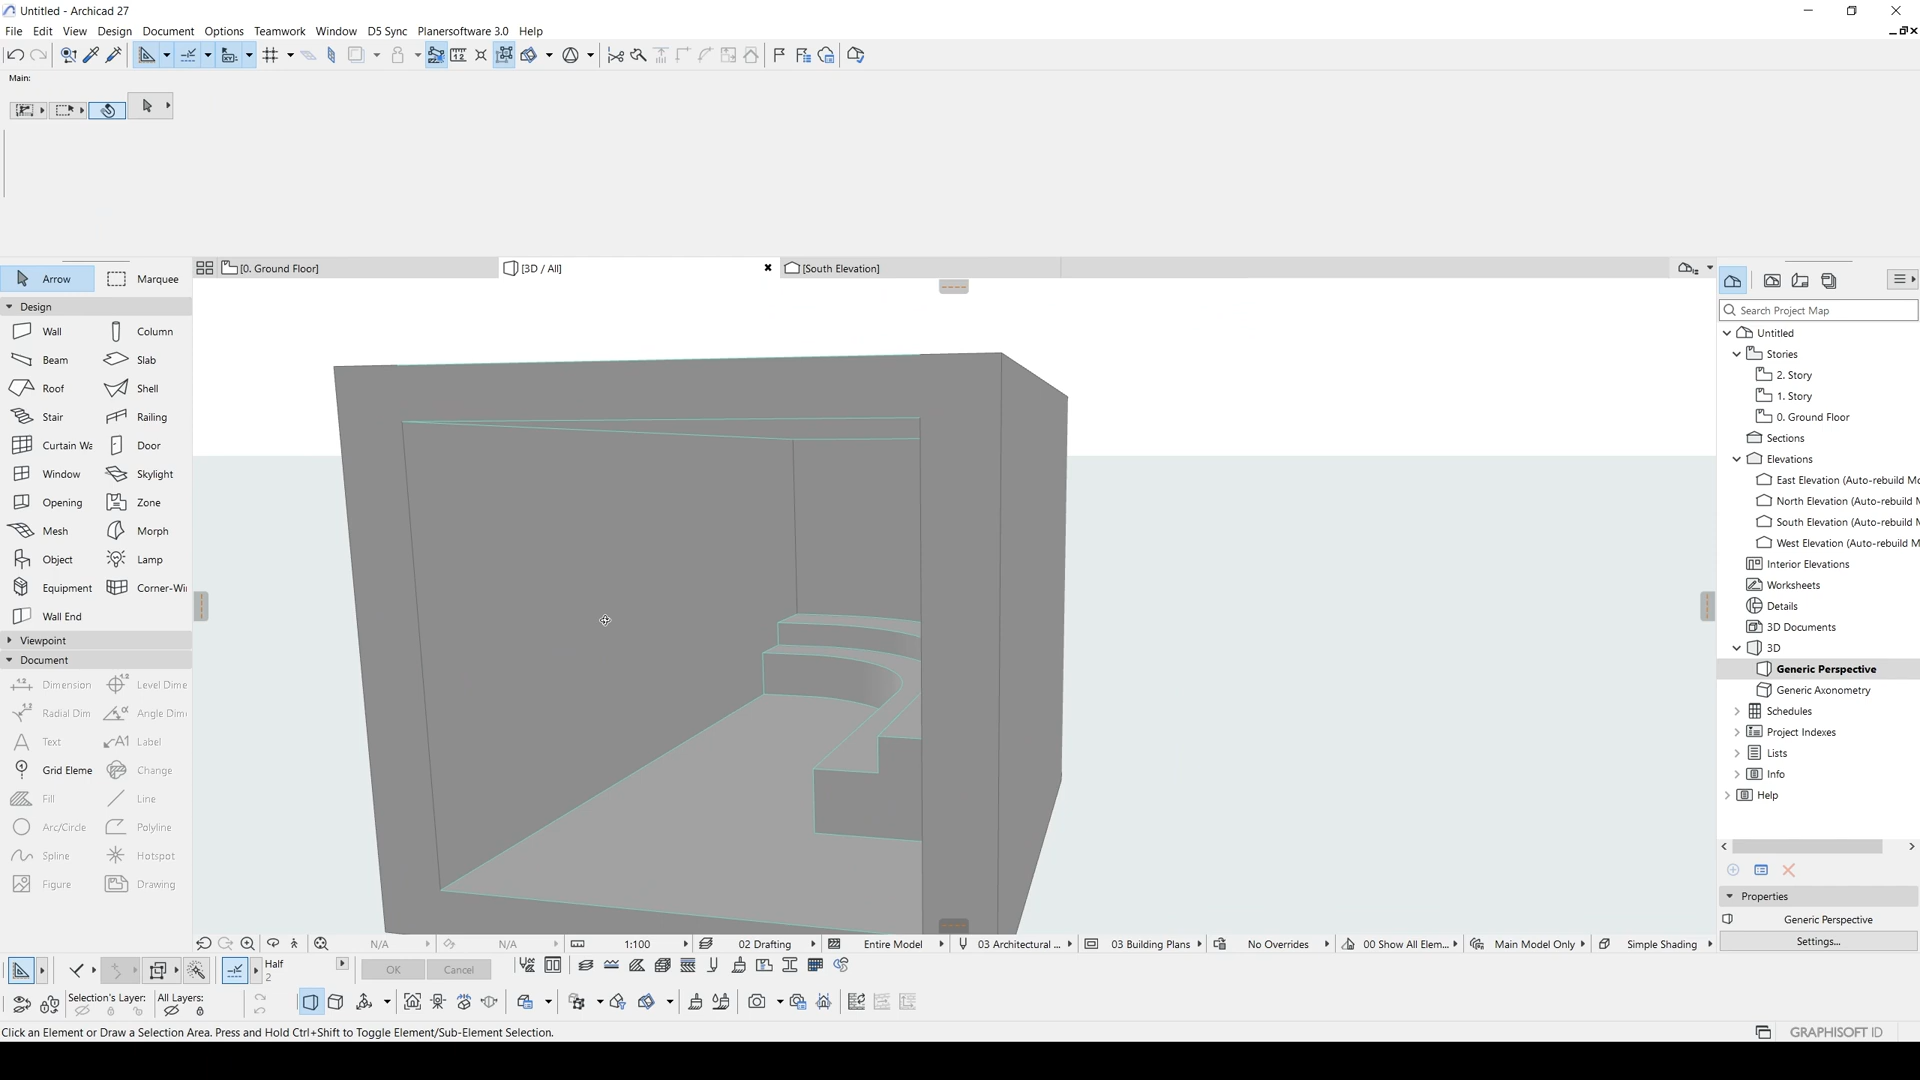 Untitled - Archicad 27
File Edit View Design Document Options Teamwork Window D5 Sync Planersoftware 3.0 Help
Main:
[0. Ground Floor]
[3D / All]
[South Elevation]
Arrow Marquee
Design
Wall Column
Beam Slab
Roof Shell
Stair Railing
Curtain Wa Door
Window Skylight
Opening Zone
Mesh Morph
Object Lamp
Equipment Corner-Wi
Wall End
Viewpoint
Document
Dimension Level Dime
Radial Dim Angle Dim
Text Label
Grid Eleme Change
Fill Line
Arc/Circle Polyline
Spline Hotspot
Figure Drawing
Search Project Map
Untitled
Stories
2. Story
1. Story
0. Ground Floor
Sections
Elevations
East Elevation (Auto-rebuild Mo
North Elevation (Auto-rebuild M
South Elevation (Auto-rebuild M
West Elevation (Auto-rebuild M
Interior Elevations
Worksheets
Details
3D Documents
3D
Generic Perspective
Generic Axonometry
Schedules
Project Indexes
Lists
Info
Help
Properties
Generic Perspective
Settings...
N/A N/A 1:100 02 Drafting Entire Model 03 Architectural ... 03 Building Plans No Overrides 00 Show All Elem... Main Model Only Simple Shading
Half
2
OK Cancel
Selection's Layer: All Layers:
Click an Element or Draw a Selection Area. Press and Hold Ctrl+Shift to Toggle Element/Sub-Element Selection.
GRAPHISOFT ID